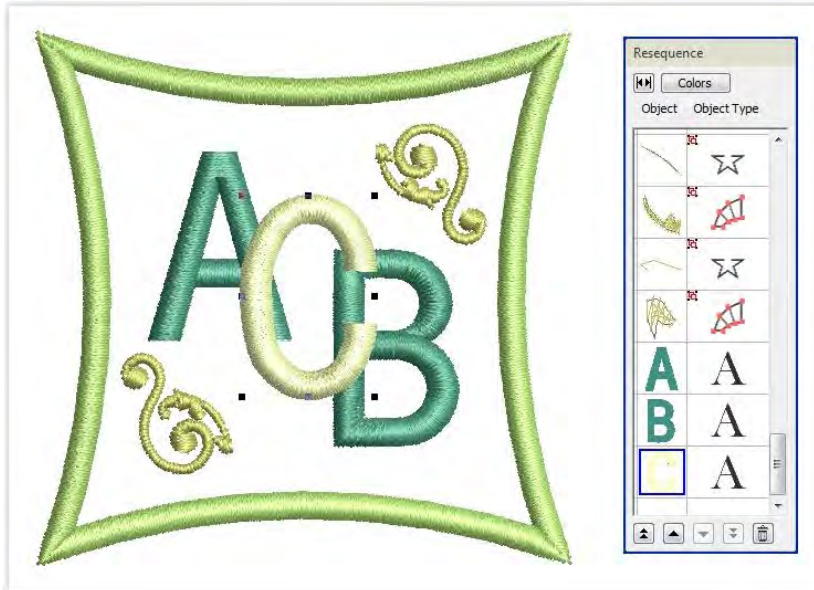 A
C
B
Resequence
Colors
Object Object Type
A A
B A
C A